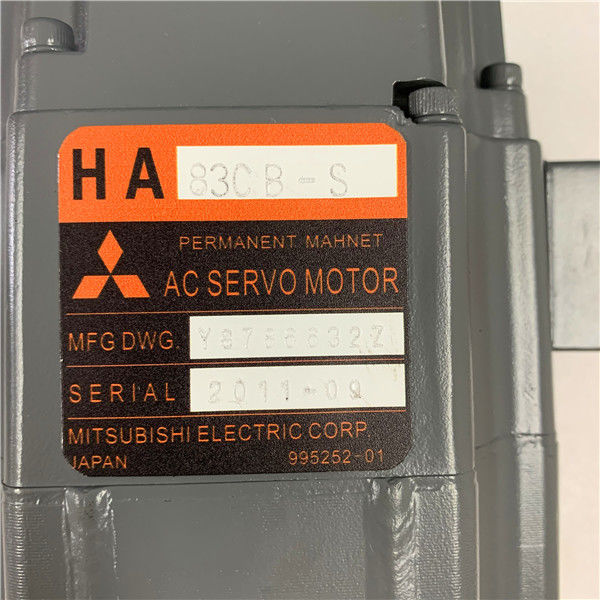 HA 83CB-S
PERMANENT MAHNET
AC SERVO MOTOR
MFG DWG.
SERIAL 2011-09
MITSUBISHI ELECTRIC CORP
JAPAN 995252-01